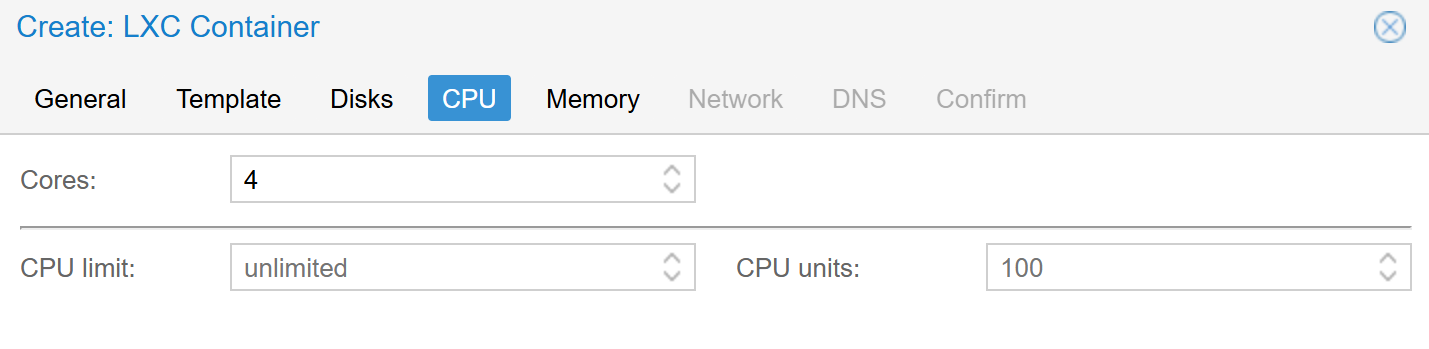 Create: LXC Container
General Template Disks CPU Memory Network DNS Confirm
Cores: 4
CPU limit: unlimited CPU units: 100